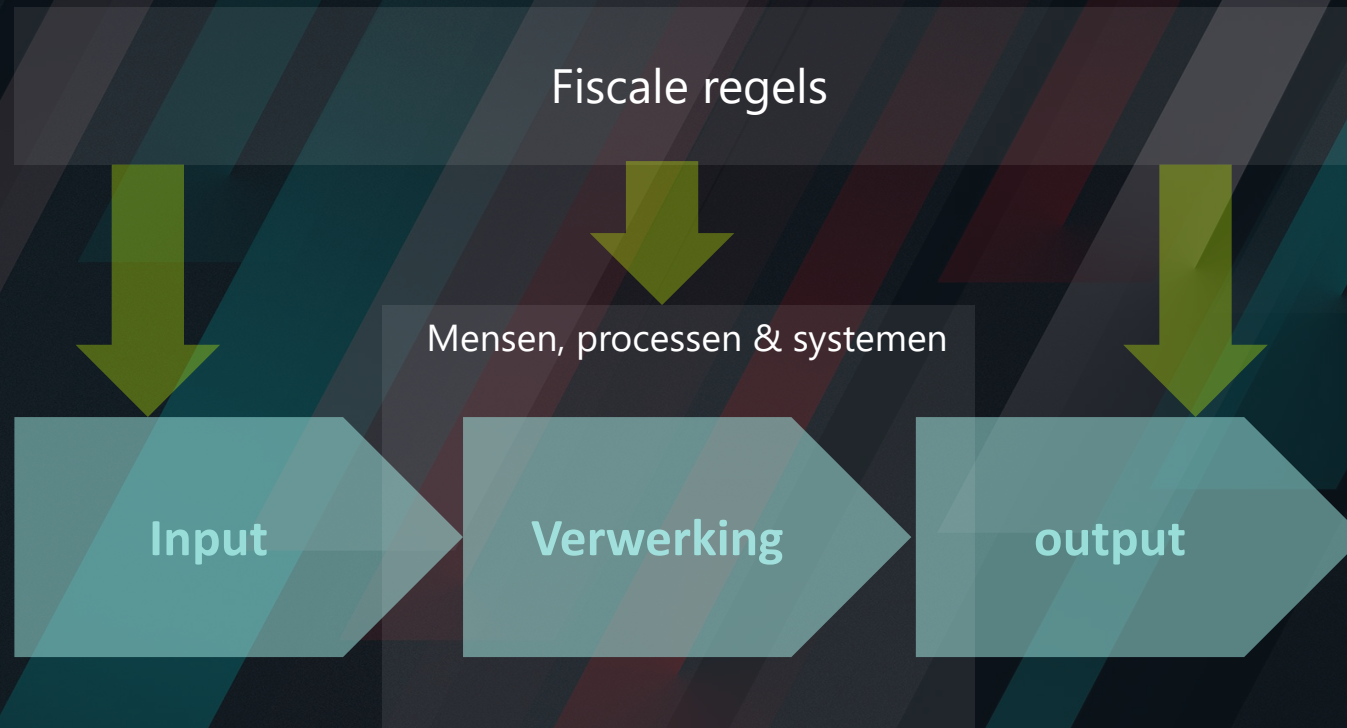 Fiscale regels
Mensen, processen & systemen
Input
Verwerking
output